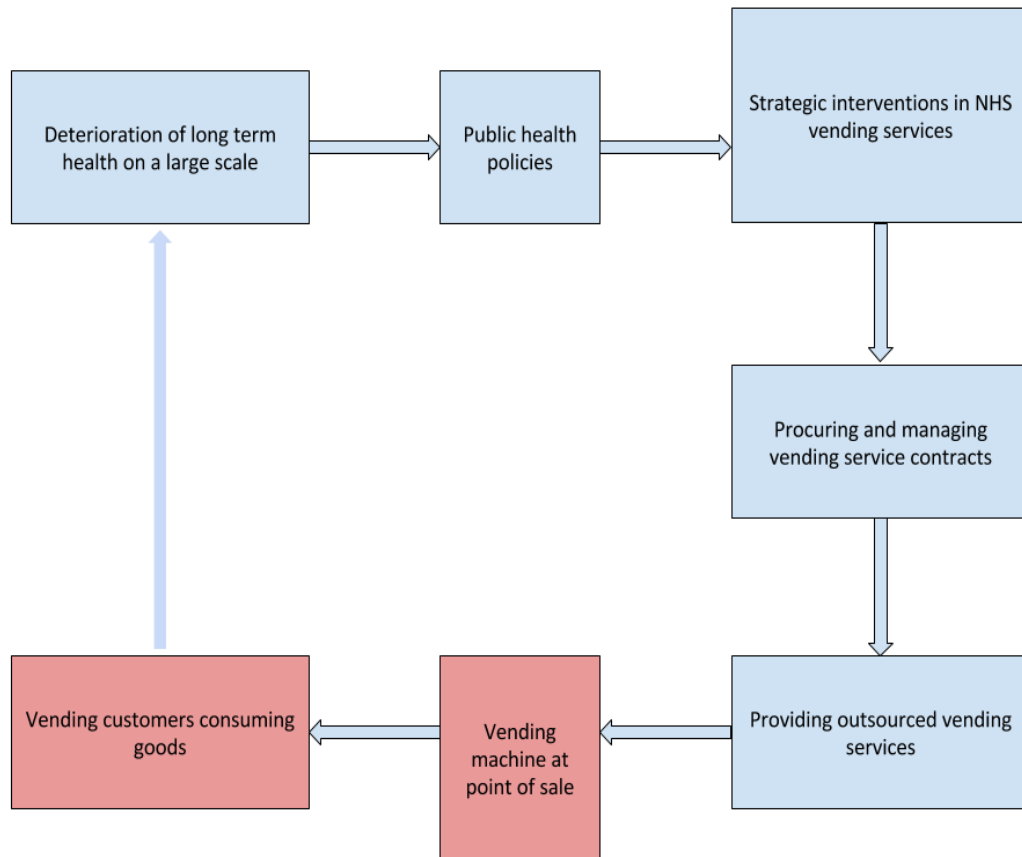 Deterioration of long term
health on a large scale
Public health
policies
Strategic interventions in NHS
vending services
Procuring and managing
vending service contracts
Providing outsourced vending
services
Vending
machine at
point of sale
Vending customers consuming
goods